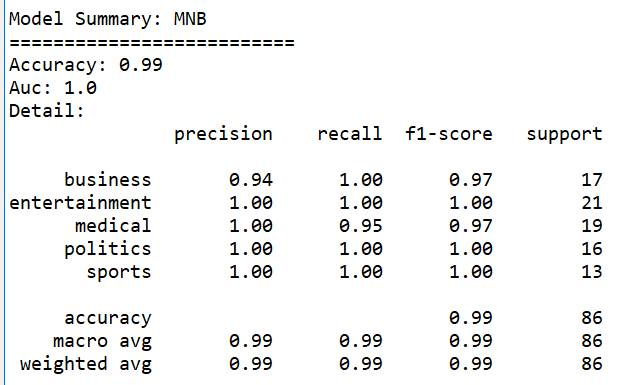 Model Summary: MNB
==========================
Accuracy: 0.99
Auc: 1.0
Detail:
precision recall f1-score support
business 0.94 1.00 0.97 17
entertainment 1.00 1.00 1.00 21
medical 1.00 0.95 0.97 19
politics 1.00 1.00 1.00 16
sports 1.00 1.00 1.00 13
accuracy 0.99 86
macro avg 0.99 0.99 0.99 86
weighted avg 0.99 0.99 0.99 86